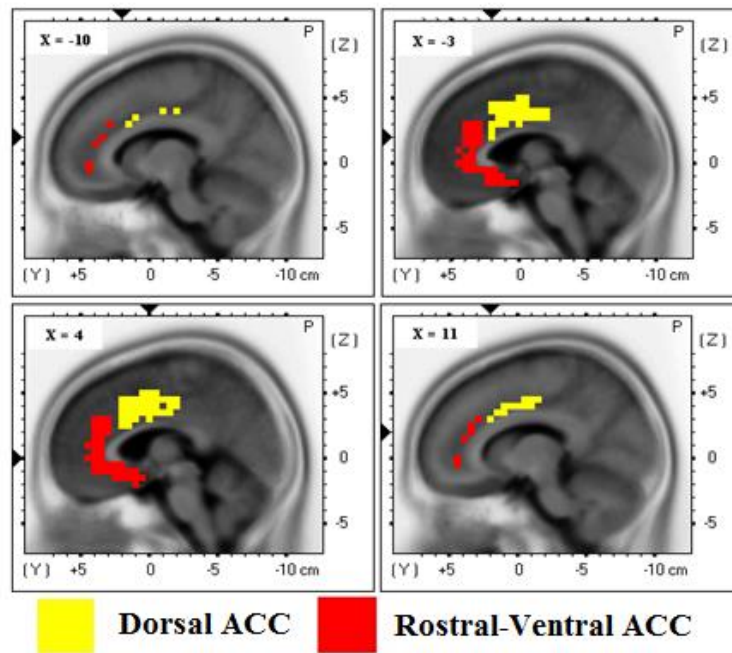 X = -10
P
(Z)
+5
0
-5
(Y) +5 0 -5 -10 cm
X = -3
P
(Z)
+5
0
-5
(Y) +5 0 -5 -10 cm
X = 4
P
(Z)
+5
0
-5
(Y) +5 0 -5 -10 cm
X = 11
P
(Z)
+5
0
-5
(Y) +5 0 -5 -10 cm
Dorsal ACC
Rostral-Ventral ACC